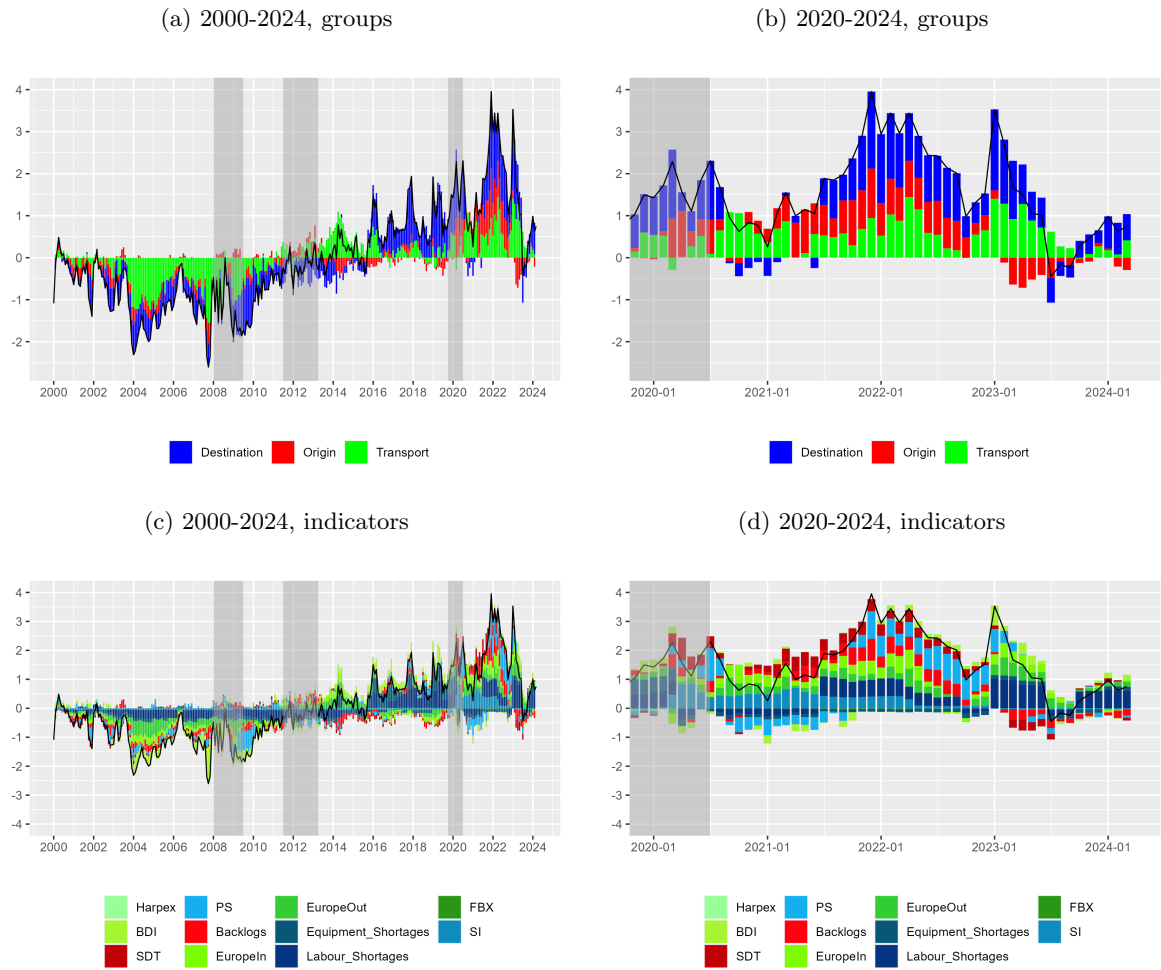 (a) 2000-2024, groups
(b) 2020-2024, groups
4
3
2
1
0
-1
-2
2000 2002 2004 2006 2008 2010 2012 2014 2016 2018 2020 2022 2024
4
3
2
1
0
-1
-2
2020-01 2021-01 2022-01 2023-01 2024-01
Destination Origin Transport
Destination Origin Transport
(c) 2000-2024, indicators
(d) 2020-2024, indicators
4
3
2
1
0
-1
-2
-3
-4
2000 2002 2004 2006 2008 2010 2012 2014 2016 2018 2020 2022 2024
4
3
2
1
0
-1
-2
-3
-4
2020-01 2021-01 2022-01 2023-01 2024-01
Harpex PS EuropeOut FBX
BDI Backlogs Equipment_Shortages SI
SDT EuropeIn Labour_Shortages
Harpex PS EuropeOut FBX
BDI Backlogs Equipment_Shortages SI
SDT EuropeIn Labour_Shortages